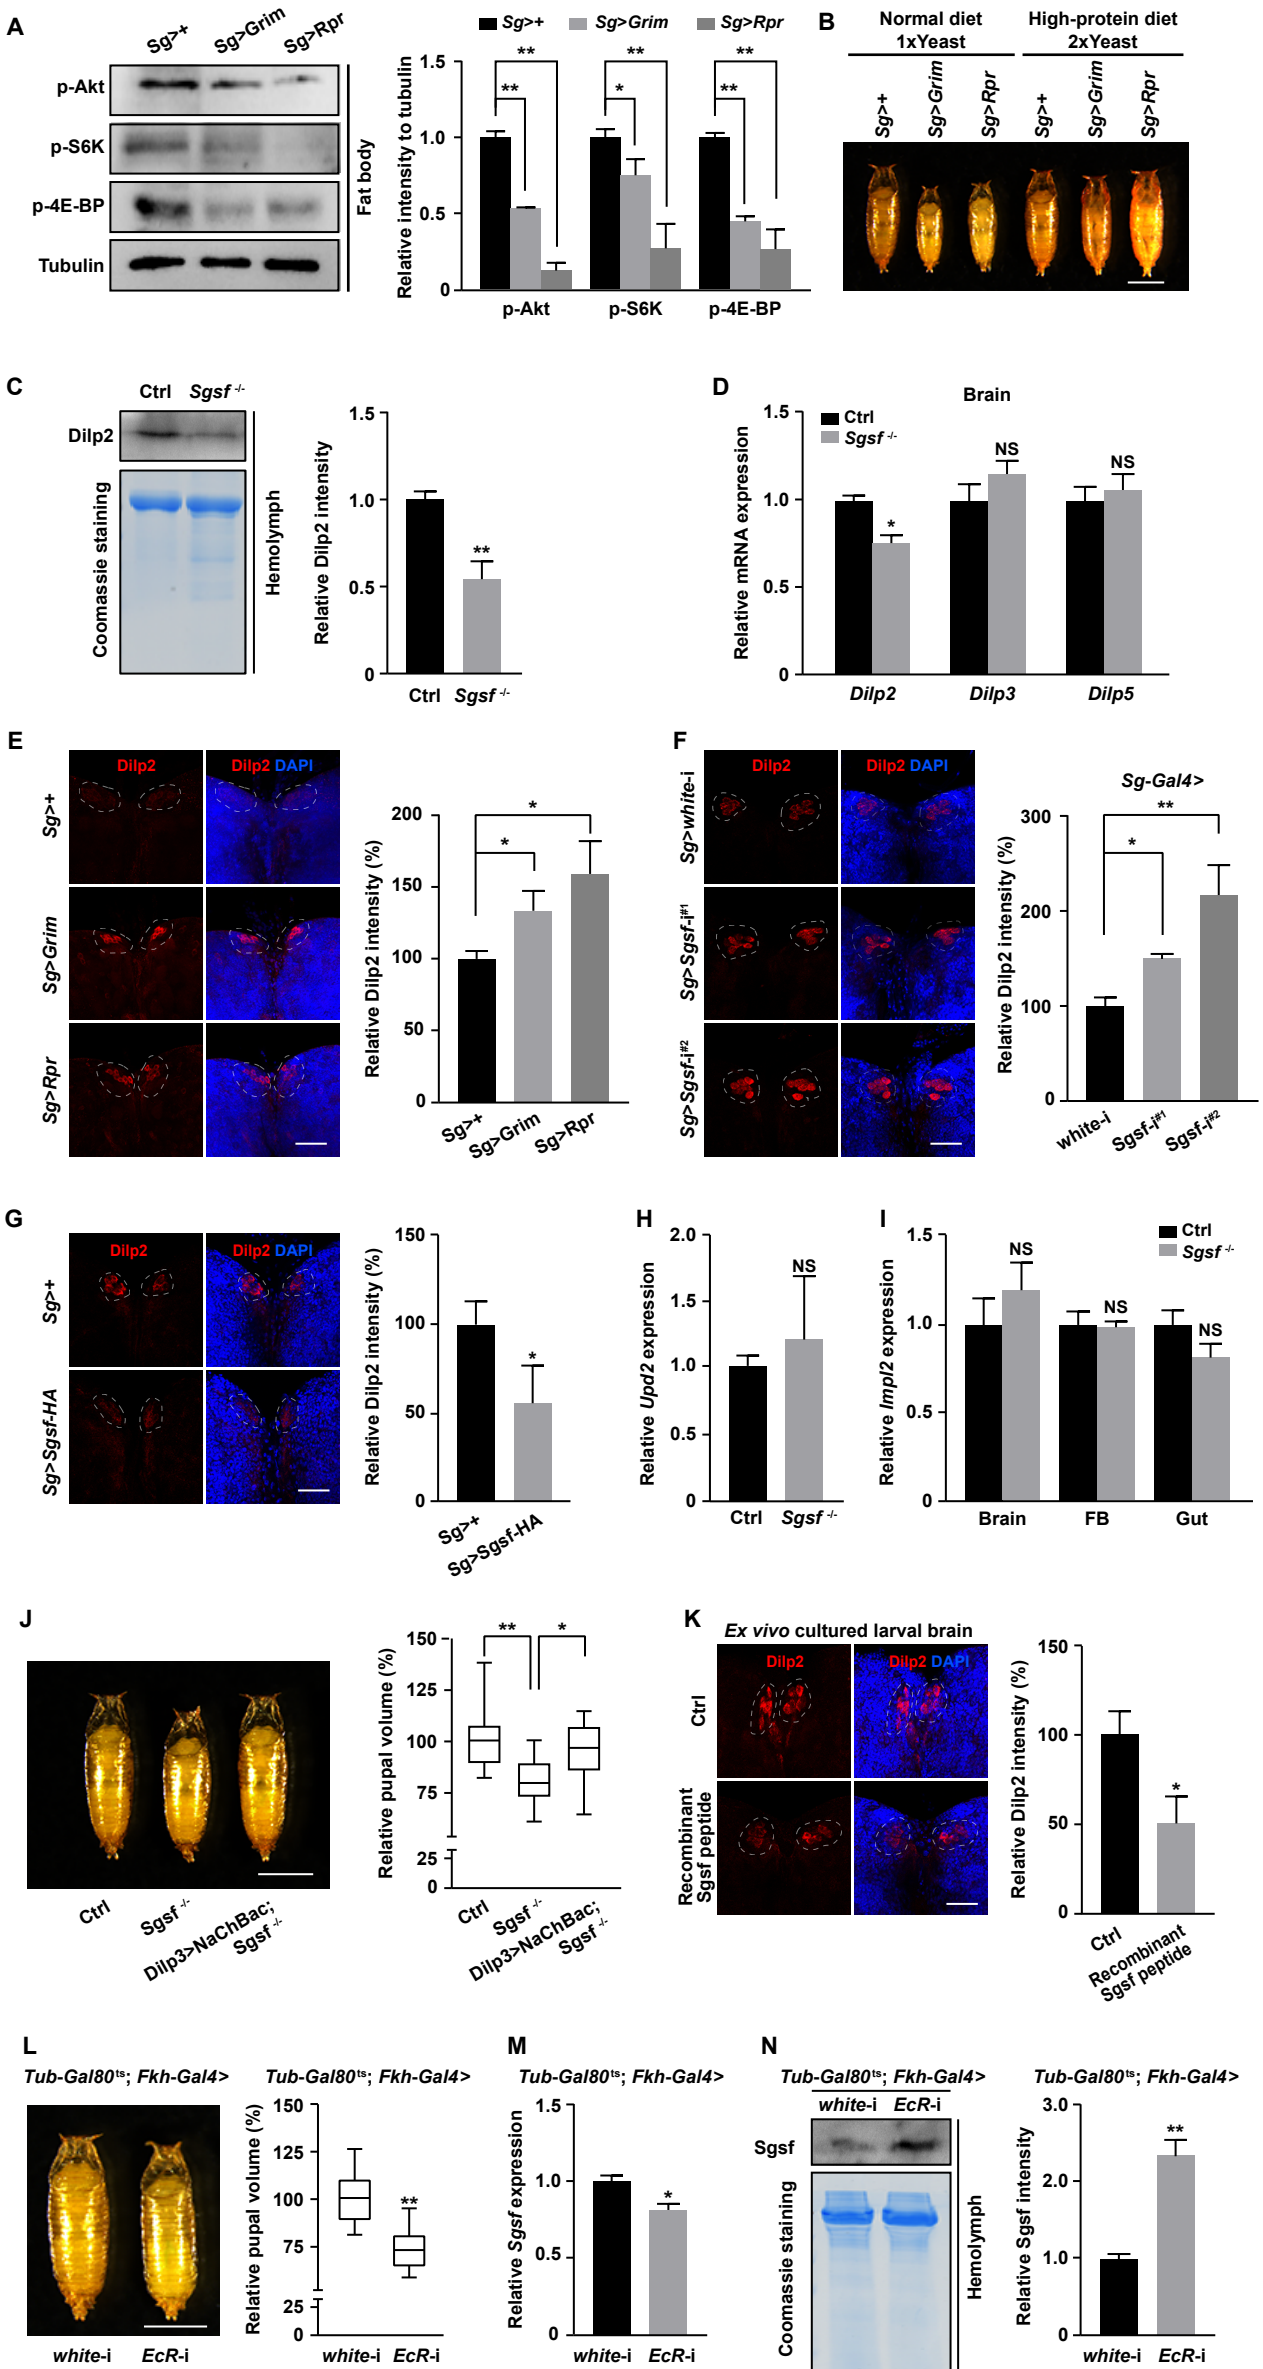 A
Sg>+ Sg>Grim Sg>Rpr
p-Akt
p-S6K
p-4E-BP
Tubulin
Fat body
Sg>+ Sg>Grim Sg>Rpr
Relative intensity to tubulin
1.5
1.0
0.5
0
** ** * ** ** **
p-Akt p-S6K p-4E-BP
B
Normal diet High-protein diet
1xYeast 2xYeast
Sg>+ Sg>Grim Sg>Rpr Sg>+ Sg>Grim Sg>Rpr
C
Ctrl Sgsf -/-
Dilp2
Coomassie staining
Hemolymph
Relative Dilp2 intensity
1.5
1.0
0.5
0
**
Ctrl Sgsf -/-
D
Brain
Ctrl
Sgsf -/-
Relative mRNA expression
1.5
1.0
0.5
0
* NS NS
Dilp2 Dilp3 Dilp5
E
Dilp2 Dilp2 DAPI
Sg>+
Sg>Grim
Sg>Rpr
Relative Dilp2 intensity (%)
200
150
100
50
0
* *
Sg>+ Sg>Grim Sg>Rpr
F
Dilp2 Dilp2 DAPI
Sg>white-i
Sg>Sgsf-i#1
Sg>Sgsf-i#2
Sg-Gal4>
Relative Dilp2 intensity (%)
300
200
100
0
* **
white-i Sgsf-i#1 Sgsf-i#2
G
Dilp2 Dilp2 DAPI
Sg>+
Sg>Sgsf-HA
Relative Dilp2 intensity (%)
150
100
50
0
*
Sg>+ Sg>Sgsf-HA
H
Relative Upd2 expression
2.0
1.5
1.0
0.5
0
NS
Ctrl Sgsf -/-
I
Ctrl
Sgsf -/-
Relative Impl2 expression
1.5
1.0
0.5
0
NS NS NS
Brain FB Gut
J
Ctrl Sgsf -/- Dilp3>NaChBac;
Sgsf -/-
Relative pupal volume (%)
150
125
100
75
25
0
** *
Ctrl Sgsf -/- Dilp3>NaChBac;
Sgsf -/-
K
Ex vivo cultured larval brain
Dilp2 Dilp2 DAPI
Ctrl
Recombinant
Sgsf peptide
Relative Dilp2 intensity (%)
150
100
50
0
*
Ctrl Recombinant
Sgsf peptide
L
Tub-Gal80ts; Fkh-Gal4>
white-i EcR-i
Tub-Gal80ts; Fkh-Gal4>
Relative pupal volume (%)
150
125
100
75
25
0
**
white-i EcR-i
M
Tub-Gal80ts; Fkh-Gal4>
Relative Sgsf expression
1.5
1.0
0.5
0
*
white-i EcR-i
N
Tub-Gal80ts; Fkh-Gal4>
white-i EcR-i
Sgsf
Coomassie staining
Hemolymph
Tub-Gal80ts; Fkh-Gal4>
Relative Sgsf intensity
3.0
2.0
1.0
0
**
white-i EcR-i